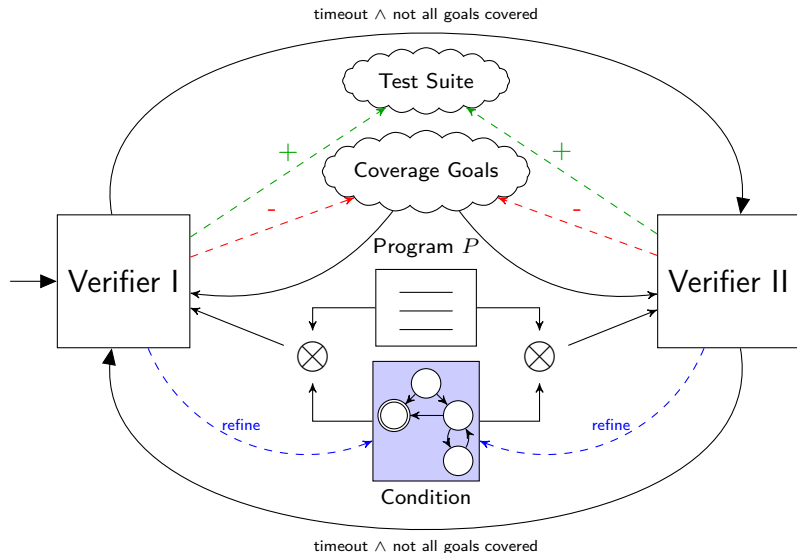 timeout ∧ not all goals covered
Test Suite
+
+
Coverage Goals
-
-
Program P
Verifier I
Verifier II
refine
refine
Condition
timeout ∧ not all goals covered